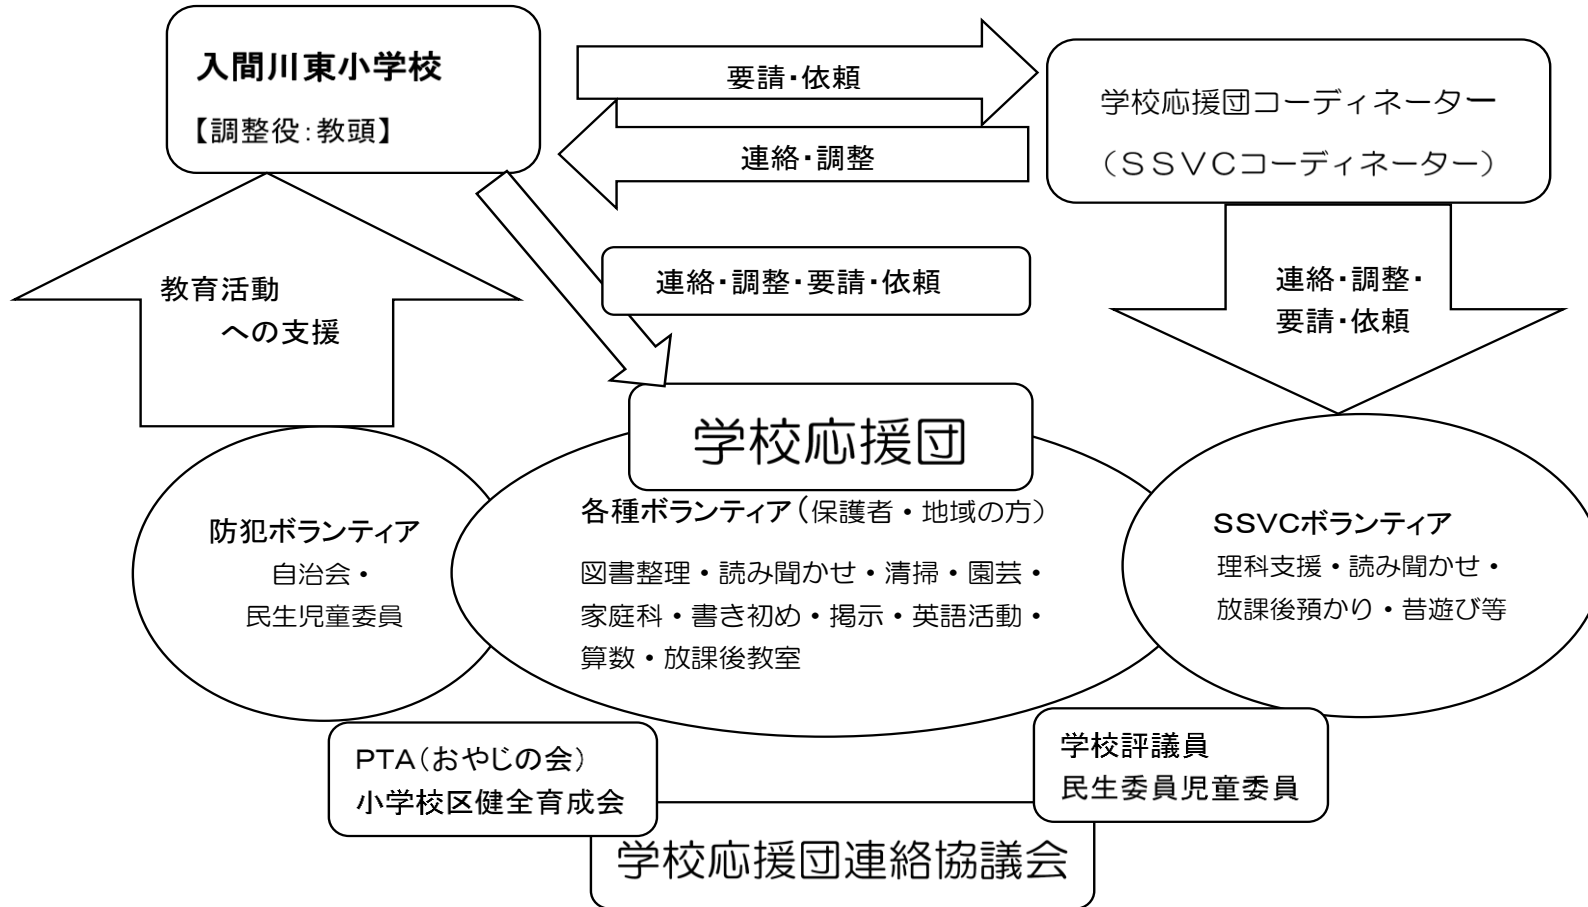 入間川東小学校
【調整役：教頭】
要請・依頼
連絡・調整
学校応援団コーディネーター
（ＳＳＶＣコーディネーター）
連絡・調整・要請・依頼
教育活動
への支援
連絡・調整・
要請・依頼
学校応援団
防犯ボランティア
自治会・
民生児童委員
各種ボランティア（保護者・地域の方）
図書整理・読み聞かせ・清掃・園芸・
家庭科・書き初め・掲示・英語活動・
算数・放課後教室
SSVCボランティア
理科支援・読み聞かせ・
放課後預かり・昔遊び等
PTA（おやじの会）
小学校区健全育成会
学校評議員
民生委員児童委員
学校応援団連絡協議会